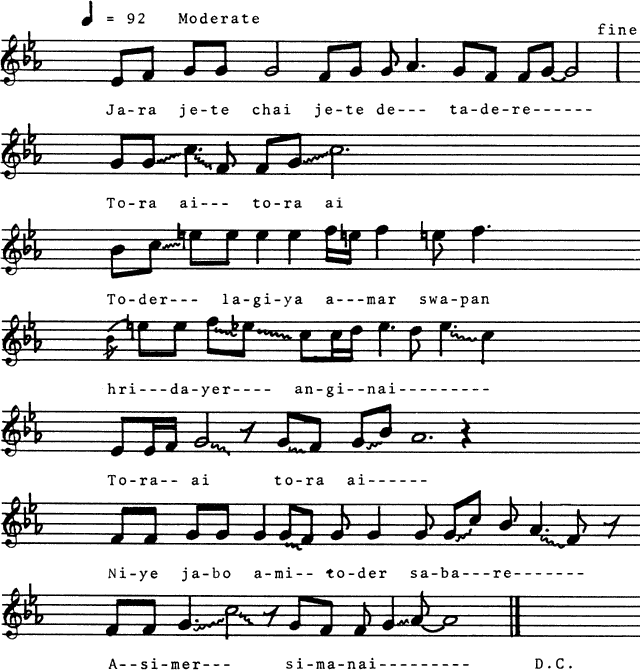 = 92 Moderate
fine
Ja-ra je-te chai je-te de--- ta-de-re------
To-ra ai--- to-ra ai
To-der--- la-gi-ya a---mar swa-pan
hri---da-yer---- an-gi--nai---------
To-ra-- ai to-ra ai------
Ni-ye ja-bo a-mi-- to-der sa-ba---re-------
A--si-mer--- si-ma-nai--------- D.C.